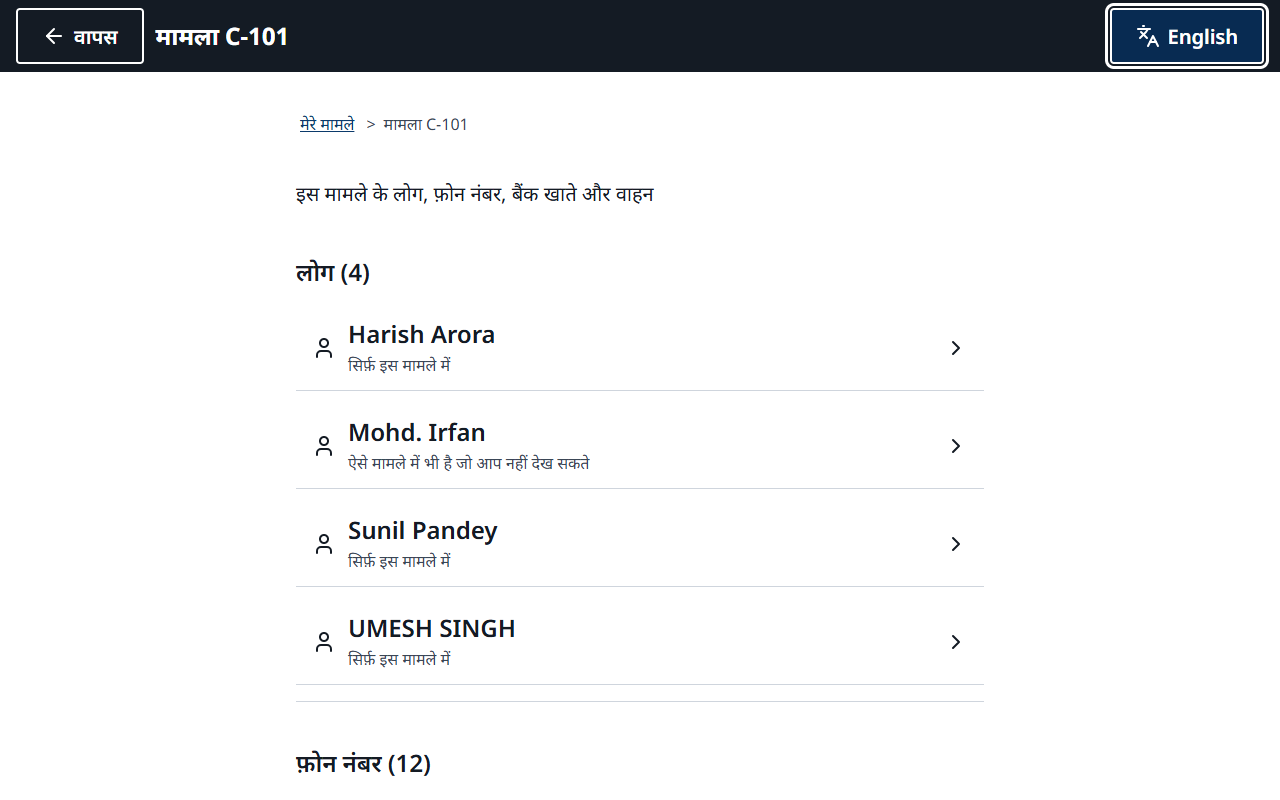 वापस
मामला C-101
English
मेरे मामले > मामला C-101
इस मामले के लोग, फ़ोन नंबर, बैंक खाते और वाहन
लोग (4)
Harish Arora
सिर्फ़ इस मामले में
Mohd. Irfan
ऐसे मामले में भी है जो आप नहीं देख सकते
Sunil Pandey
सिर्फ़ इस मामले में
UMESH SINGH
सिर्फ़ इस मामले में
फ़ोन नंबर (12)